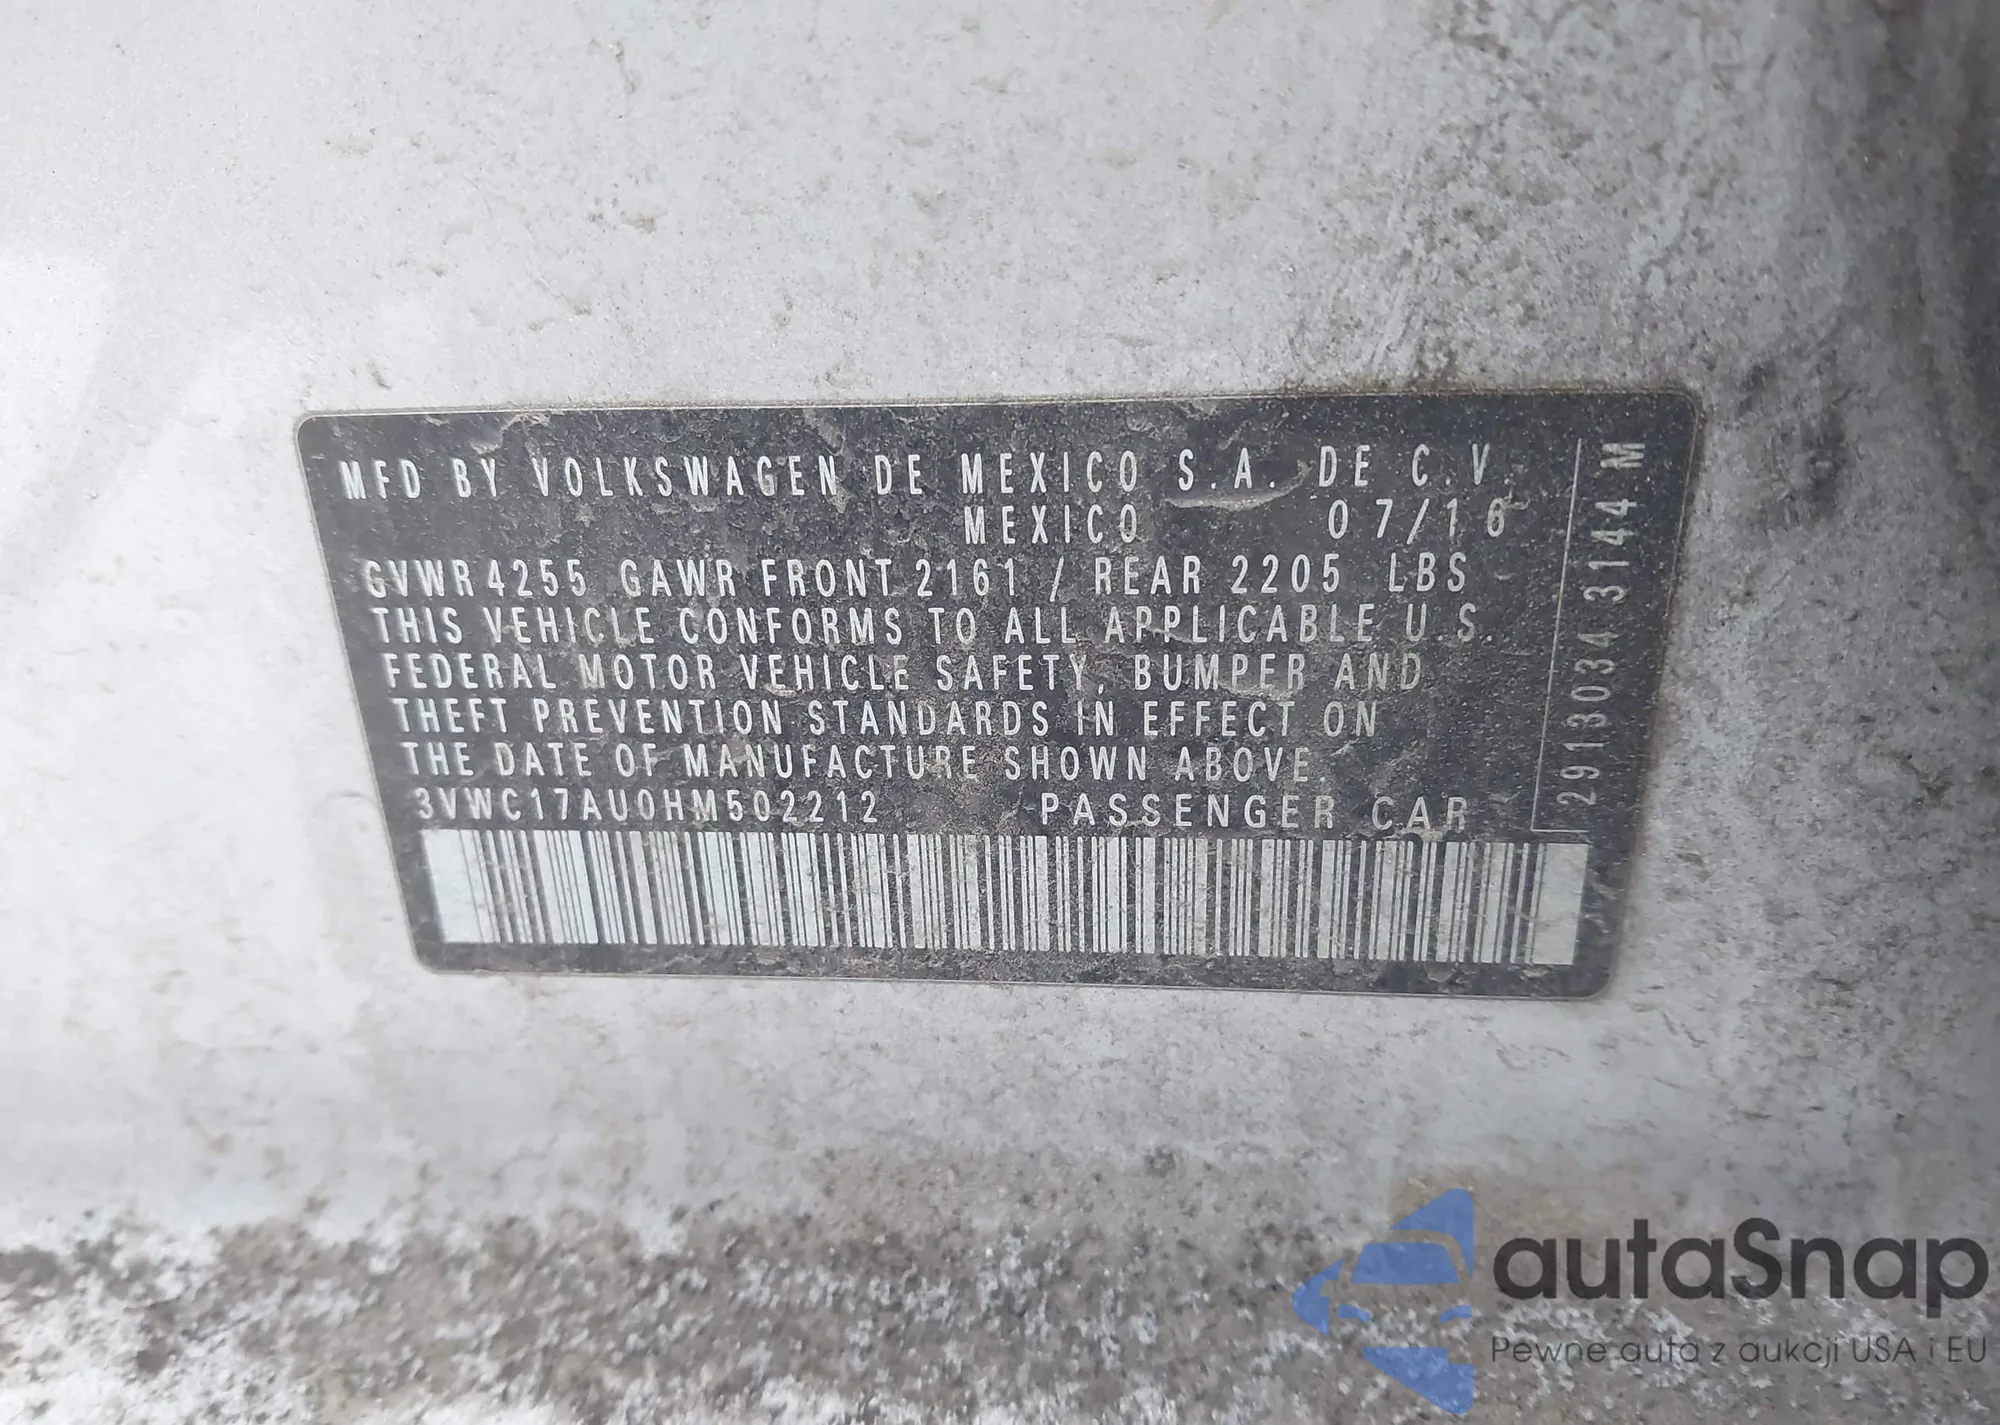 MFD BY VOLKSWAGEN DE MEXICO S.A. DE C.V.
MEXICO 07/16
GVWR 4255 GAWR FRONT 2161 / REAR 2205 LBS
THIS VEHICLE CONFORMS TO ALL APPLICABLE U.S.
FEDERAL MOTOR VEHICLE SAFETY, BUMPER AND
THEFT PREVENTION STANDARDS IN EFFECT ON
THE DATE OF MANUFACTURE SHOWN ABOVE.
3VWC17AU0HM502212 PASSENGER CAR
2913034 3144 M
autaSnap
Pewne auta z aukcji USA i EU